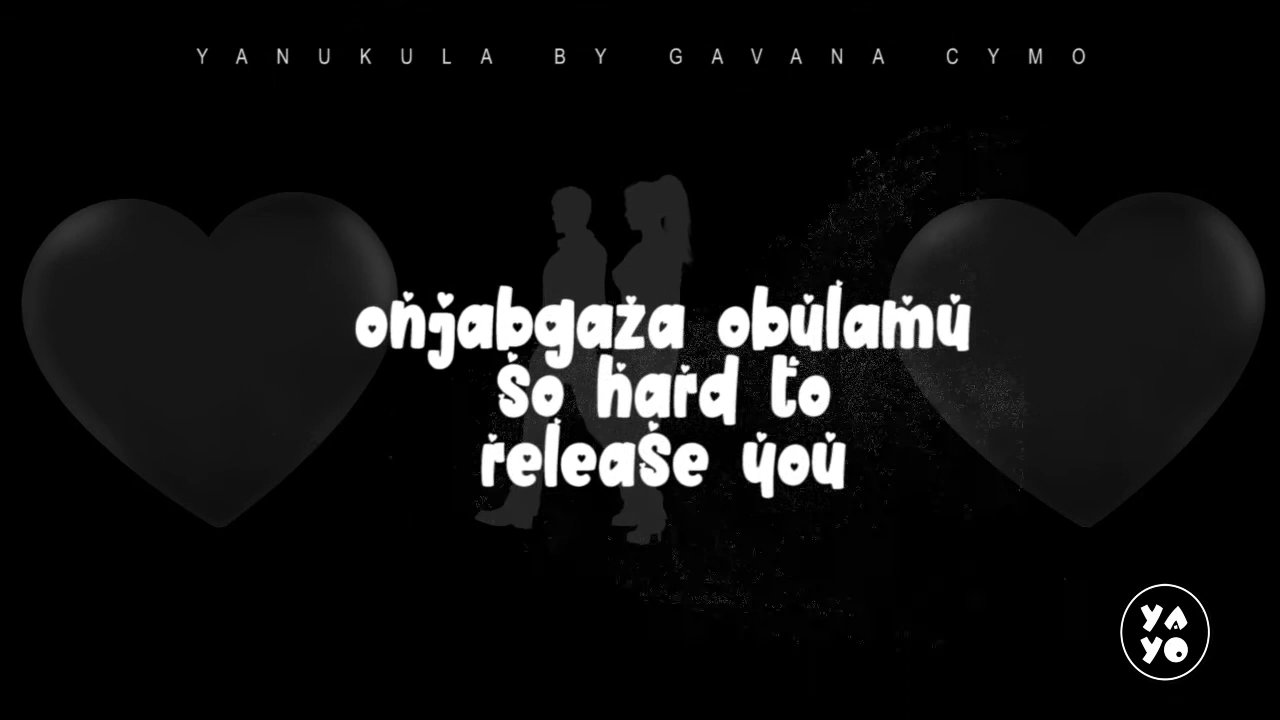 YANUKULA BY GAVANA CYMO
onjabgaza obulamu
so hard to
release you
YA
YO